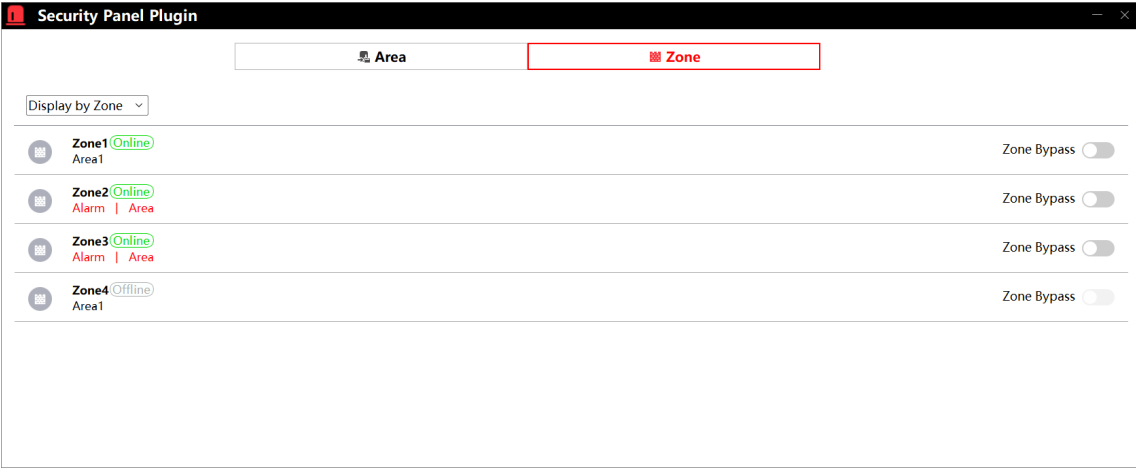 Security Panel Plugin
Area
Zone
Display by Zone
Zone1 Online
Area1
Zone Bypass
Zone2 Online
Alarm | Area
Zone Bypass
Zone3 Online
Alarm | Area
Zone Bypass
Zone4 Offline
Area1
Zone Bypass